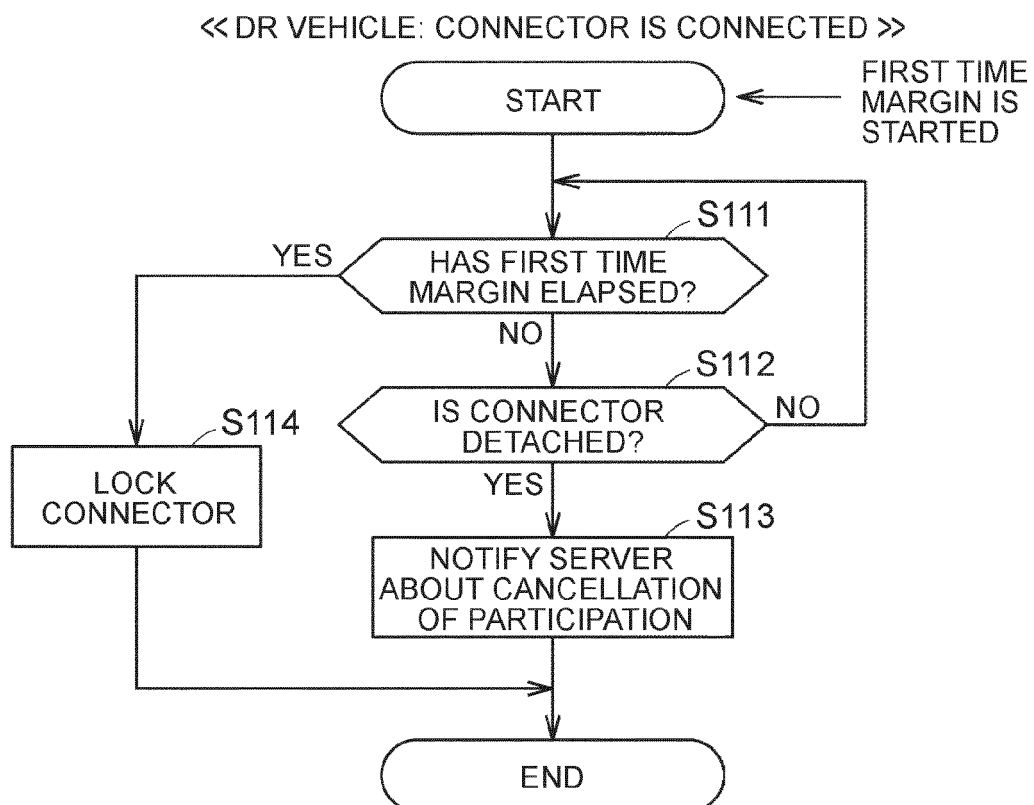 << DR VEHICLE: CONNECTOR IS CONNECTED >>
START
FIRST TIME
MARGIN IS
STARTED
S111
YES
HAS FIRST TIME
MARGIN ELAPSED?
NO
S112
IS CONNECTOR
DETACHED?
NO
S114
LOCK
CONNECTOR
YES
S113
NOTIFY SERVER
ABOUT CANCELLATION
OF PARTICIPATION
END